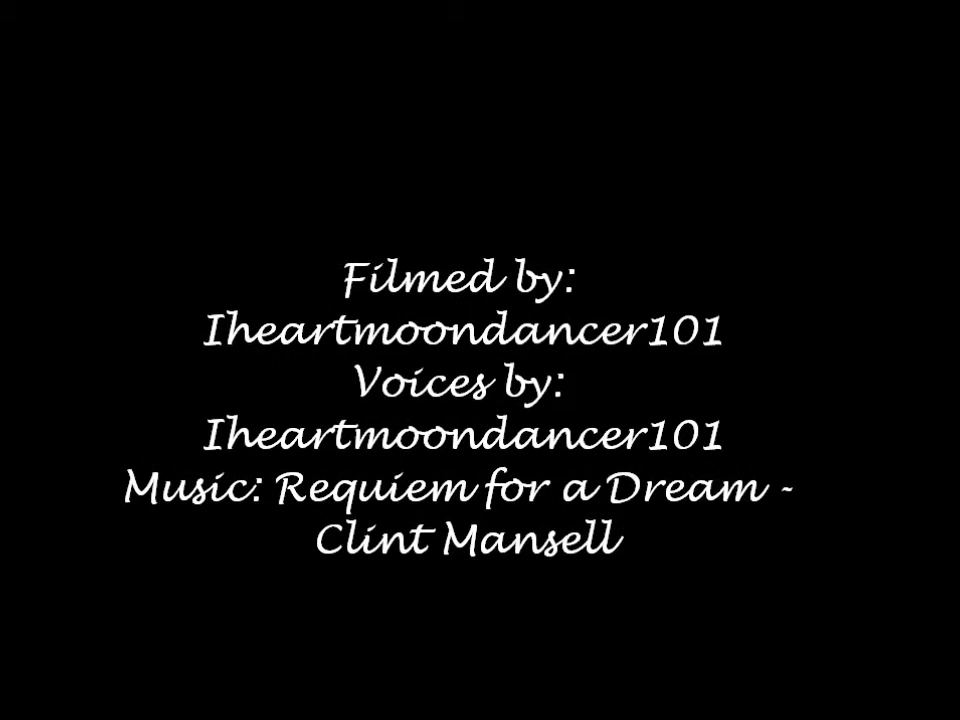 Filmed by:
Iheartmoondancer101
Voices by:
Iheartmoondancer101
Music: Requiem for a Dream -
Clint Mansell